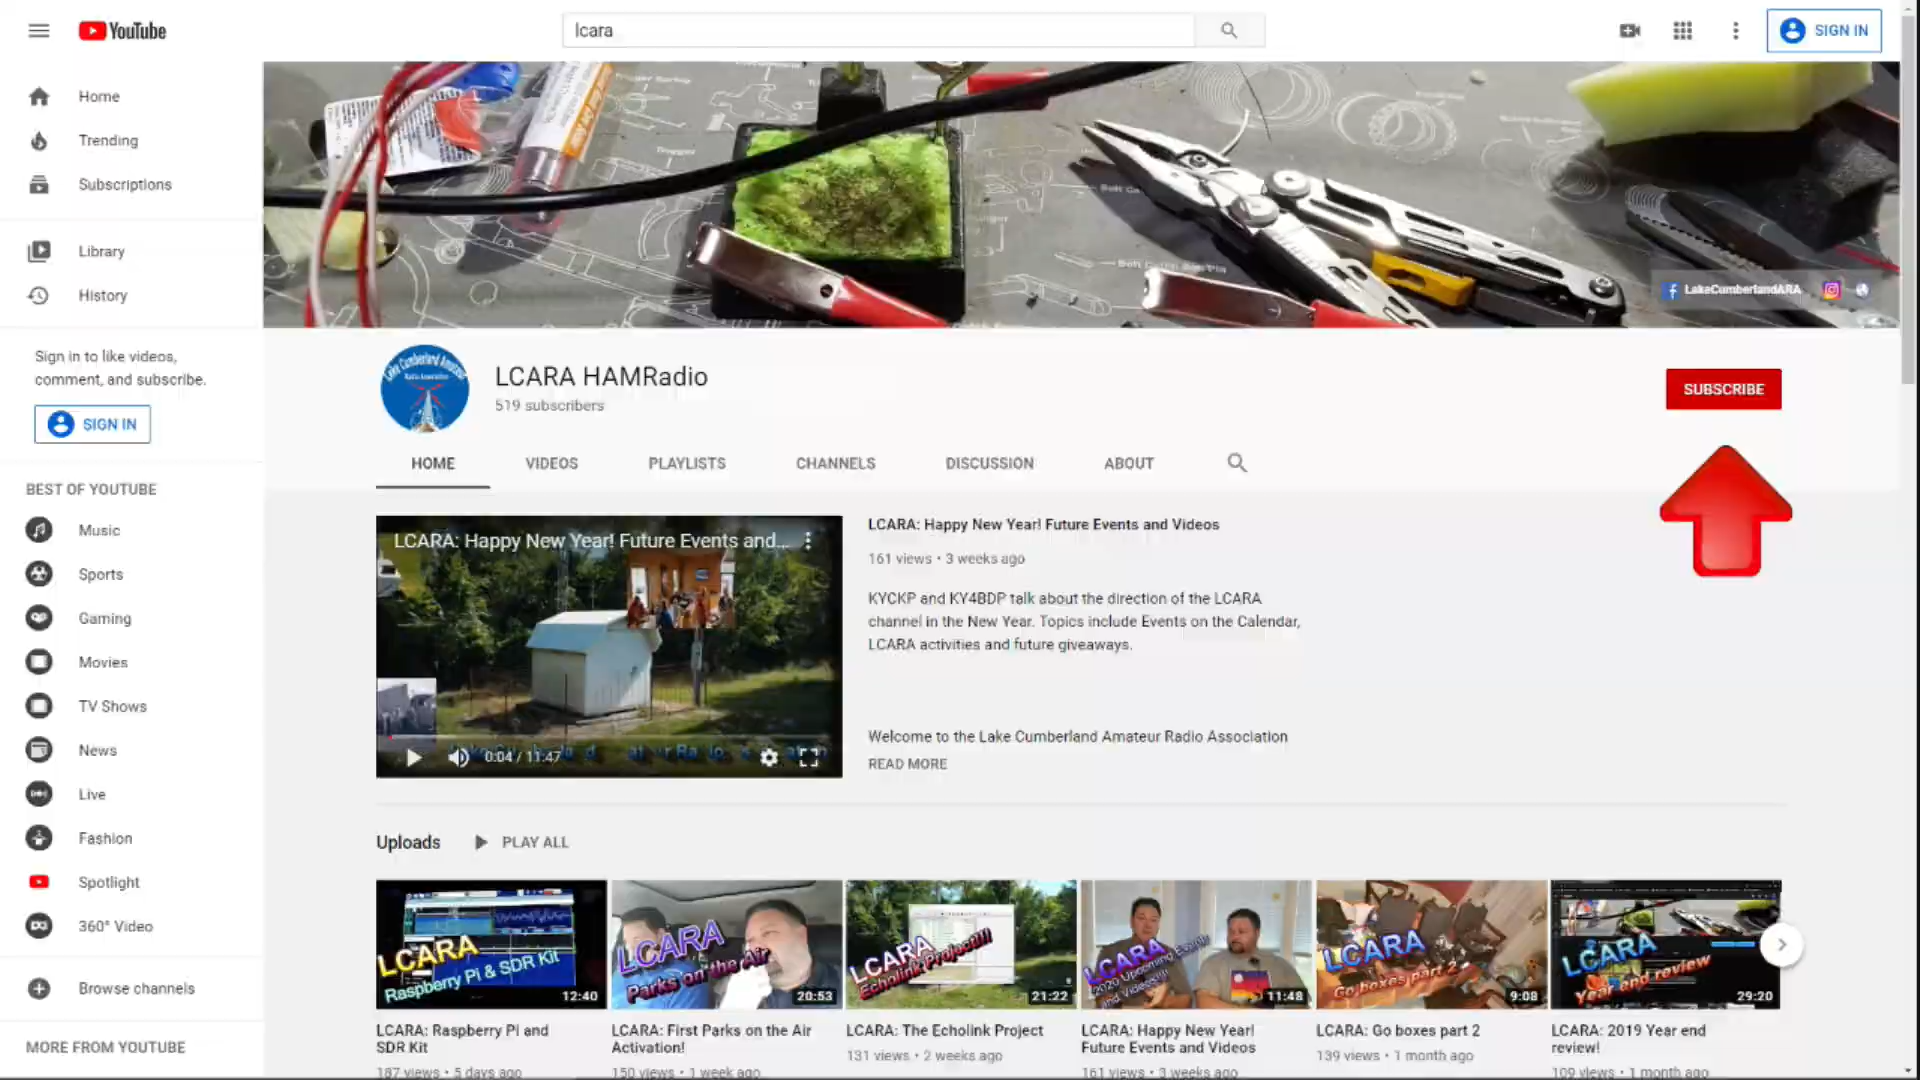 YouTube
lcara
SIGN IN
Home
Trending
Subscriptions
Library
History
Sign in to like videos,
comment, and subscribe.
SIGN IN
BEST OF YOUTUBE
Music
Sports
Gaming
Movies
TV Shows
News
Live
Fashion
Spotlight
360° Video
Browse channels
MORE FROM YOUTUBE
LakeCumberlandARA
Lake Cumberland Amateur
Radio Association
LCARA HAMRadio
519 subscribers
SUBSCRIBE
HOME
VIDEOS
PLAYLISTS
CHANNELS
DISCUSSION
ABOUT
LCARA: Happy New Year! Future Events and...
0:04 / 11:47
LCARA: Happy New Year! Future Events and Videos
161 views • 3 weeks ago
KYCKP and KY4BDP talk about the direction of the LCARA
channel in the New Year. Topics include Events on the Calendar,
LCARA activities and future giveaways.
Welcome to the Lake Cumberland Amateur Radio Association
READ MORE
Uploads
PLAY ALL
LCARA
Raspberry Pi & SDR Kit
12:40
LCARA: Raspberry Pi and
SDR Kit
187 views • 5 days ago
LCARA
Parks on the Air
20:53
LCARA: First Parks on the Air
Activation!
150 views • 1 week ago
LCARA
Echolink Project!!!
21:22
LCARA: The Echolink Project
131 views • 2 weeks ago
LCARA
2020 Upcoming Events
and Videos!!!!
11:48
LCARA: Happy New Year!
Future Events and Videos
161 views • 3 weeks ago
LCARA
Go boxes part 2
9:08
LCARA: Go boxes part 2
139 views • 1 month ago
LCARA
Year end review
29:20
LCARA: 2019 Year end
review!
109 views • 1 month ago